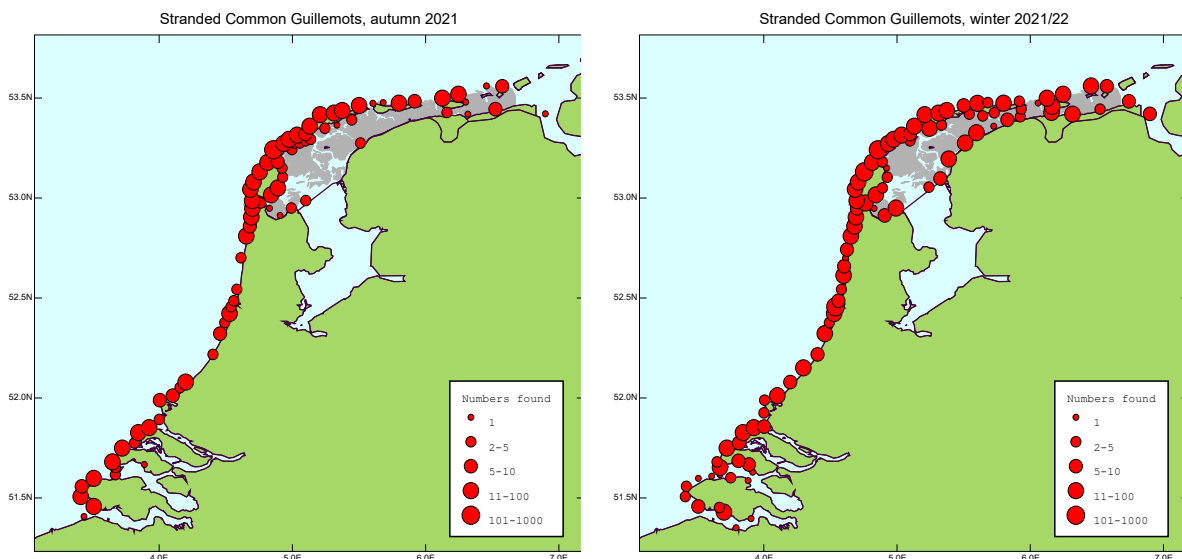 Stranded Common Guillemots, autumn 2021
53.5N
53.0N
52.5N
52.0N
51.5N
4.0E
5.0E
6.0E
7.0E
Numbers found
1
2-5
5-10
11-100
101-1000
Stranded Common Guillemots, winter 2021/22
53.5N
53.0N
52.5N
52.0N
51.5N
4.0E
5.0E
6.0E
7.0E
Numbers found
1
2-5
5-10
11-100
101-1000